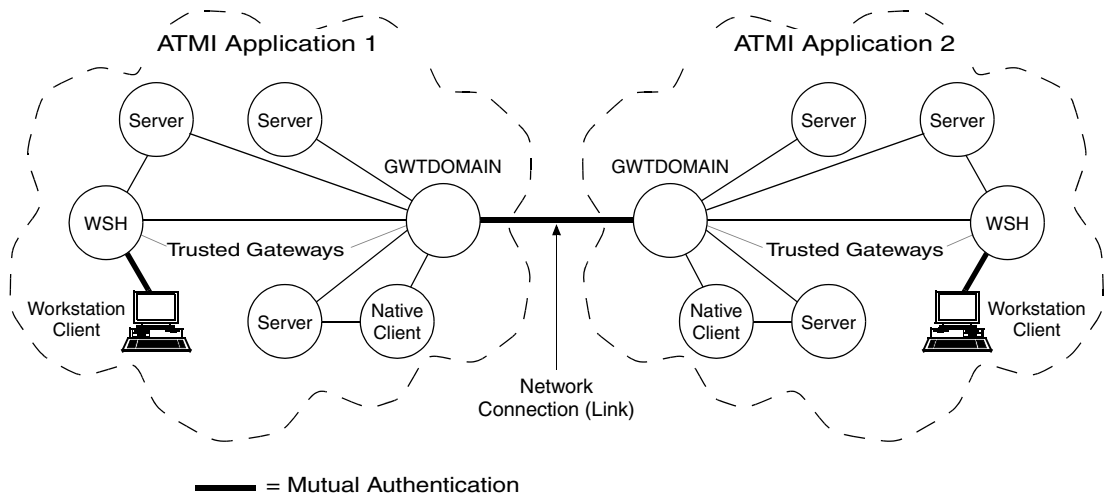 ATMI Application 1
ATMI Application 2
Server
Server
Server
Server
GWTDOMAIN
GWTDOMAIN
WSH
WSH
Trusted Gateways
Trusted Gateways
Workstation
Client
Server
Native
Client
Native
Client
Server
Workstation
Client
Network
Connection (Link)
= Mutual Authentication